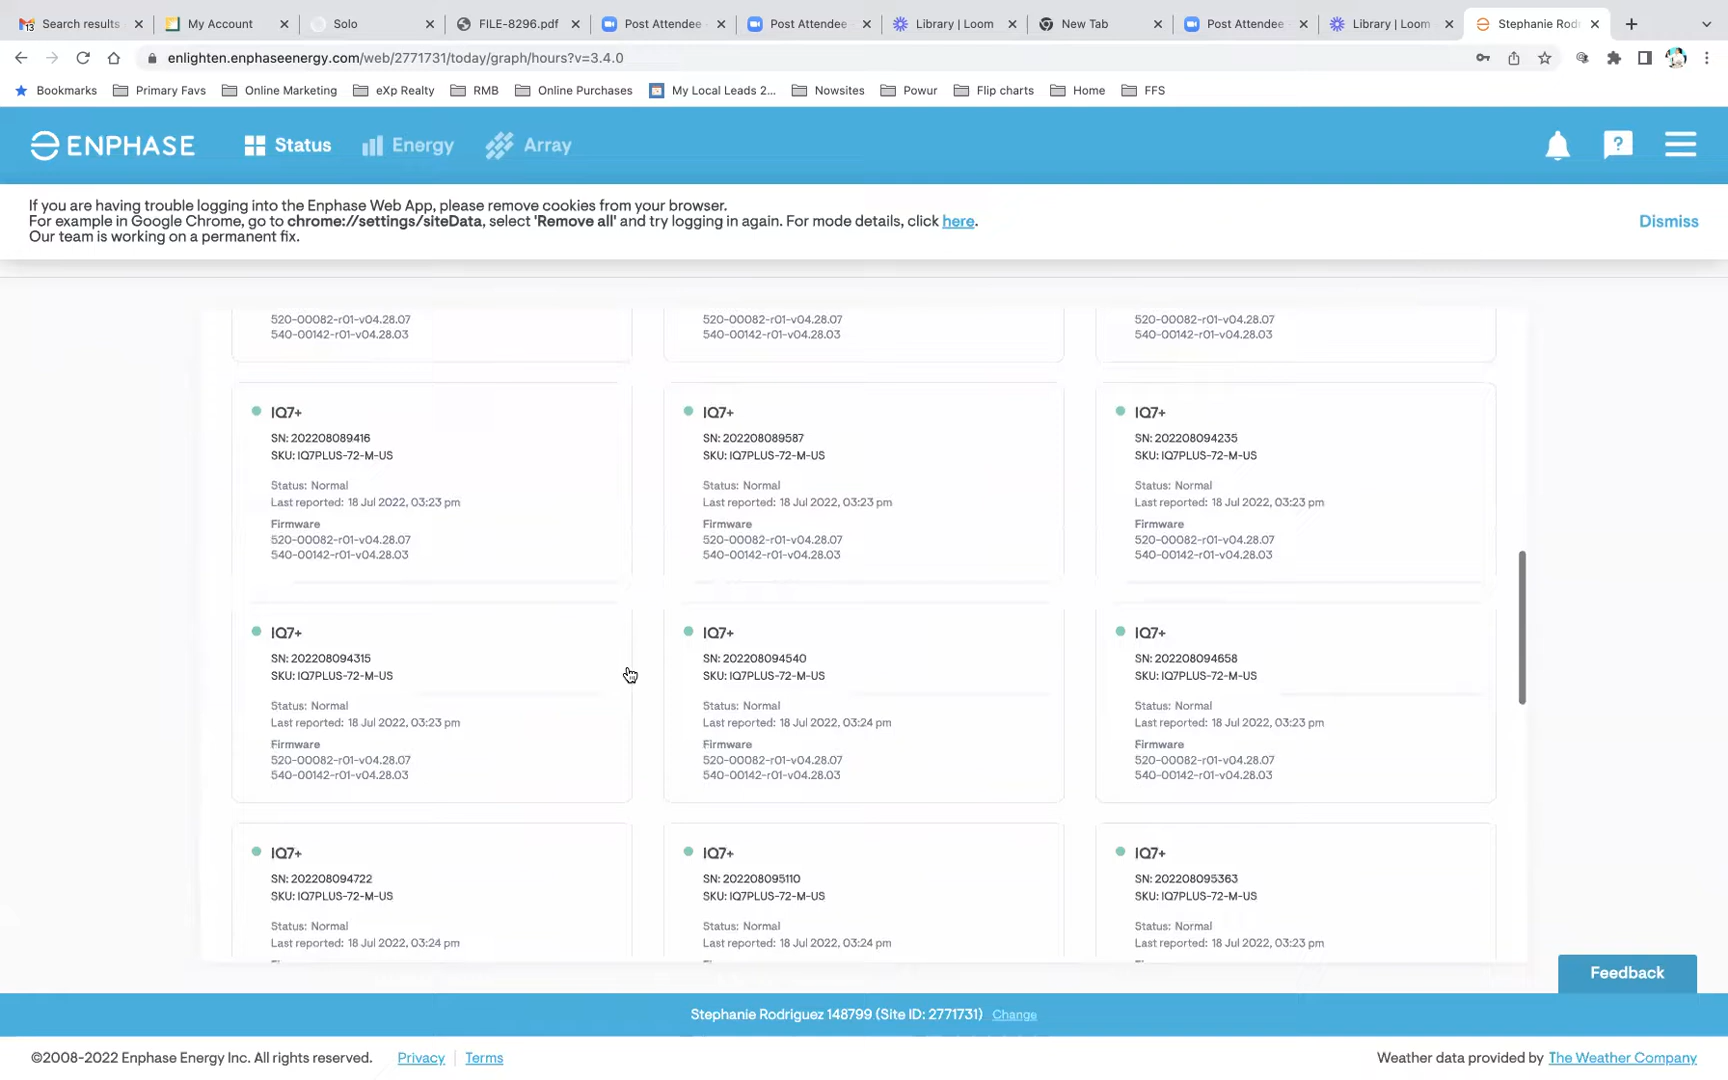 Search results
My Account
Solo
FILE-8296.pdf
Post Attendee -
Post Attendee -
Library | Loom
New Tab
Post Attendee -
Library | Loom
Stephanie Rodr
enlighten.enphaseenergy.com/web/2771731/today/graph/hours?v=3.4.0
Bookmarks
Primary Favs
Online Marketing
eXp Realty
RMB
Online Purchases
My Local Leads 2...
Nowsites
Powur
Flip charts
Home
FFS
ENPHASE
Status
Energy
Array
?
If you are having trouble logging into the Enphase Web App, please remove cookies from your browser.
For example in Google Chrome, go to chrome://settings/siteData, select 'Remove all' and try logging in again. For mode details, click here.
Our team is working on a permanent fix.
Dismiss
520-00082-r01-v04.28.07
540-00142-r01-v04.28.03
520-00082-r01-v04.28.07
540-00142-r01-v04.28.03
520-00082-r01-v04.28.07
540-00142-r01-v04.28.03
IQ7+
SN: 202208089416
SKU: IQ7PLUS-72-M-US
Status: Normal
Last reported: 18 Jul 2022, 03:23 pm
Firmware
520-00082-r01-v04.28.07
540-00142-r01-v04.28.03
IQ7+
SN: 202208089587
SKU: IQ7PLUS-72-M-US
Status: Normal
Last reported: 18 Jul 2022, 03:23 pm
Firmware
520-00082-r01-v04.28.07
540-00142-r01-v04.28.03
IQ7+
SN: 202208094235
SKU: IQ7PLUS-72-M-US
Status: Normal
Last reported: 18 Jul 2022, 03:23 pm
Firmware
520-00082-r01-v04.28.07
540-00142-r01-v04.28.03
IQ7+
SN: 202208094315
SKU: IQ7PLUS-72-M-US
Status: Normal
Last reported: 18 Jul 2022, 03:23 pm
Firmware
520-00082-r01-v04.28.07
540-00142-r01-v04.28.03
IQ7+
SN: 202208094540
SKU: IQ7PLUS-72-M-US
Status: Normal
Last reported: 18 Jul 2022, 03:24 pm
Firmware
520-00082-r01-v04.28.07
540-00142-r01-v04.28.03
IQ7+
SN: 202208094658
SKU: IQ7PLUS-72-M-US
Status: Normal
Last reported: 18 Jul 2022, 03:23 pm
Firmware
520-00082-r01-v04.28.07
540-00142-r01-v04.28.03
IQ7+
SN: 202208094722
SKU: IQ7PLUS-72-M-US
Status: Normal
Last reported: 18 Jul 2022, 03:24 pm
IQ7+
SN: 202208095110
SKU: IQ7PLUS-72-M-US
Status: Normal
Last reported: 18 Jul 2022, 03:24 pm
IQ7+
SN: 202208095363
SKU: IQ7PLUS-72-M-US
Status: Normal
Last reported: 18 Jul 2022, 03:23 pm
Feedback
Stephanie Rodriguez 148799 (Site ID: 2771731) Change
©2008-2022 Enphase Energy Inc. All rights reserved. Privacy | Terms
Weather data provided by The Weather Company